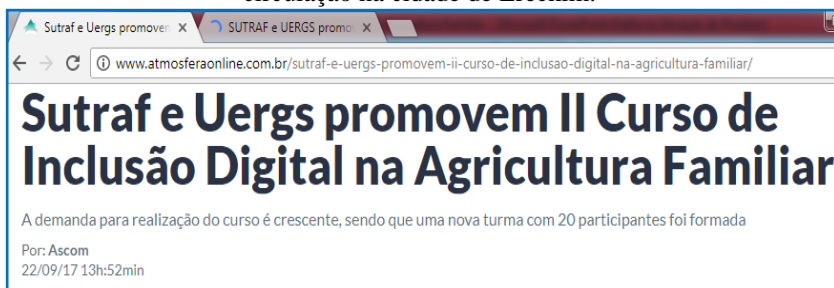 Sutraf e Uergs promoven
SUTRAF e UERGS promo
www.atmosferaonline.com.br/sutraf-e-uergs-promovem-ii-curso-de-inclusao-digital-na-agricultura-familiar/
Sutraf e Uergs promovem II Curso de
Inclusão Digital na Agricultura Familiar
A demanda para realização do curso é crescente, sendo que uma nova turma com 20 participantes foi formada
Por: Ascom
22/09/17 13h:52min